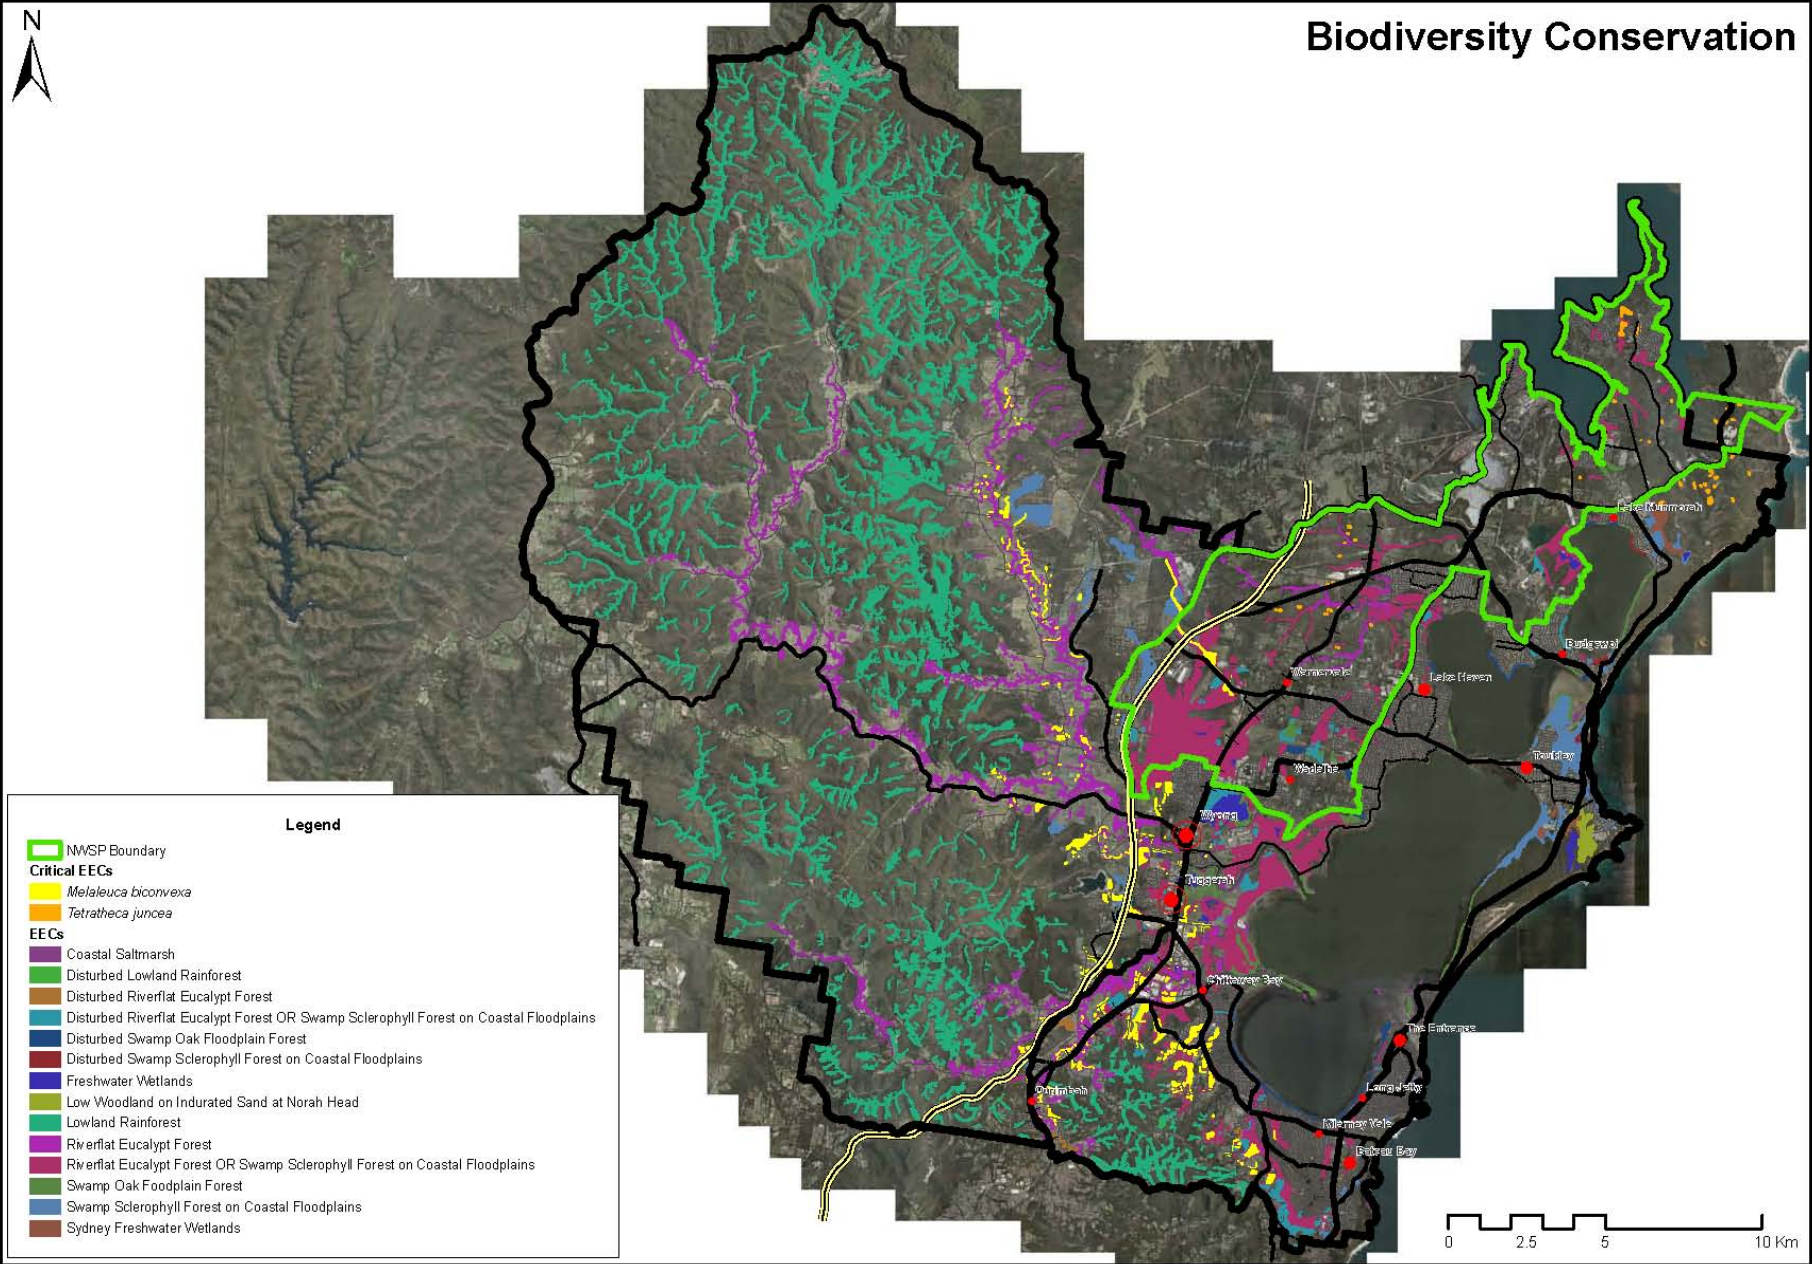 N
Biodiversity Conservation
Lake Munmorah
Budgewoi
Warnervale
Lake Haven
Toukley
Wadalba
Wyong
Tuggerah
Chittaway Bay
The Entrance
Long Jetty
Ourimbah
Killarney Vale
Bateau Bay
Legend
NWSP Boundary
Critical EECs
Melaleuca biconvexa
Tetratheca juncea
EECs
Coastal Saltmarsh
Disturbed Lowland Rainforest
Disturbed Riverflat Eucalypt Forest
Disturbed Riverflat Eucalypt Forest OR Swamp Sclerophyll Forest on Coastal Floodplains
Disturbed Swamp Oak Floodplain Forest
Disturbed Swamp Sclerophyll Forest on Coastal Floodplains
Freshwater Wetlands
Low Woodland on Indurated Sand at Norah Head
Lowland Rainforest
Riverflat Eucalypt Forest
Riverflat Eucalypt Forest OR Swamp Sclerophyll Forest on Coastal Floodplains
Swamp Oak Foodplain Forest
Swamp Sclerophyll Forest on Coastal Floodplains
Sydney Freshwater Wetlands
0 2.5 5 10 Km